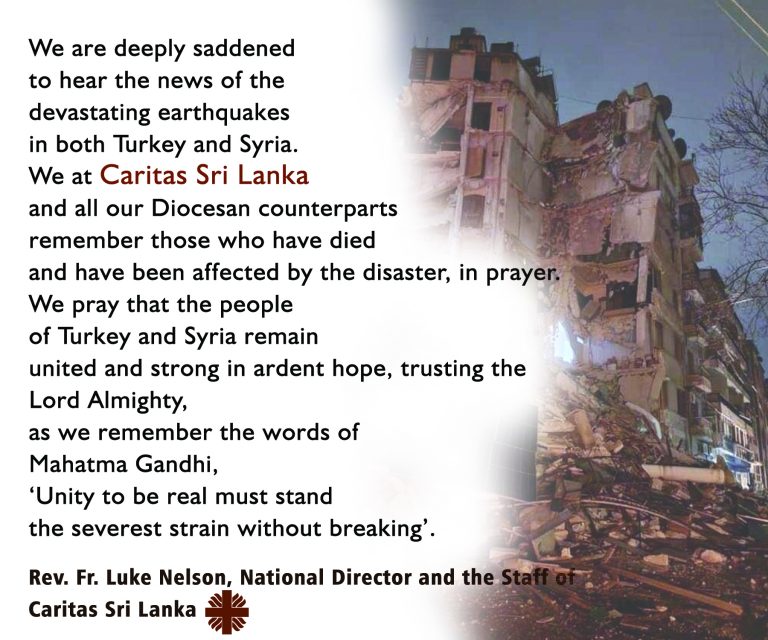 We are deeply saddened
to hear the news of the
devastating earthquakes
in both Turkey and Syria.
We at Caritas Sri Lanka
and all our Diocesan counterparts
remember those who have died
and have been affected by the disaster, in prayer.
We pray that the people
of Turkey and Syria remain
united and strong in ardent hope, trusting the
Lord Almighty,
as we remember the words of
Mahatma Gandhi,
‘Unity to be real must stand
the severest strain without breaking’.
Rev. Fr. Luke Nelson, National Director and the Staff of
Caritas Sri Lanka